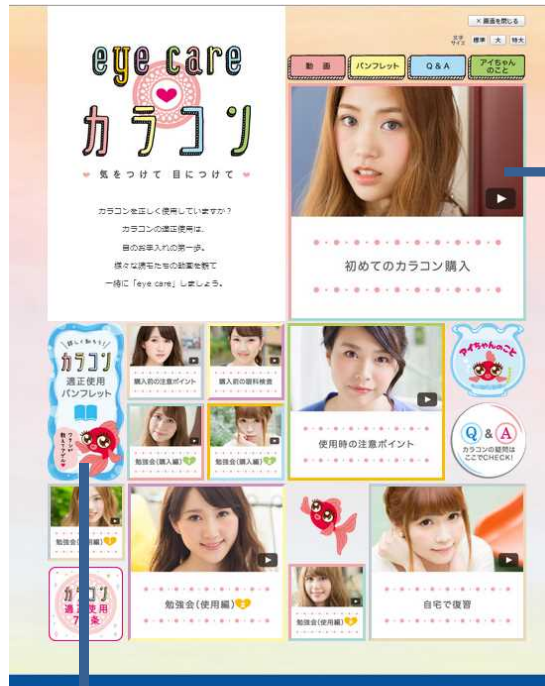 × 画面を閉じる
文字サイズ 標準 大 特大
動画 パンフレット Q&A アイちゃんのこと
eye care
カラコン
気をつけて 目につけて
カラコンを正しく使用していますか？
カラコンの適正使用は、
目のお手入れの第一歩。
様々な読モたちの動画を観て
一緒に「eye care」しましょう。
初めてのカラコン購入
詳しく知ろう!
カラコン
適正使用
パンフレット
購入前の注意ポイント
購入前の眼科検査
勉強会(購入編)
勉強会(購入編)
使用時の注意ポイント
アイちゃんのこと
Q&A
カラコンの疑問は
ここでCHECK!
勉強会(使用編)
カラコン
適正使用
勉強会(使用編)
勉強会(使用編)
自宅で復習